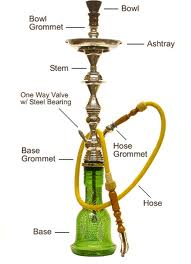 Bowl
Bowl
Grommet
Ashtray
Stem
One Way Valve
w/ Steel Bearing
Hose
Grommet
Base
Grommet
Hose
Base